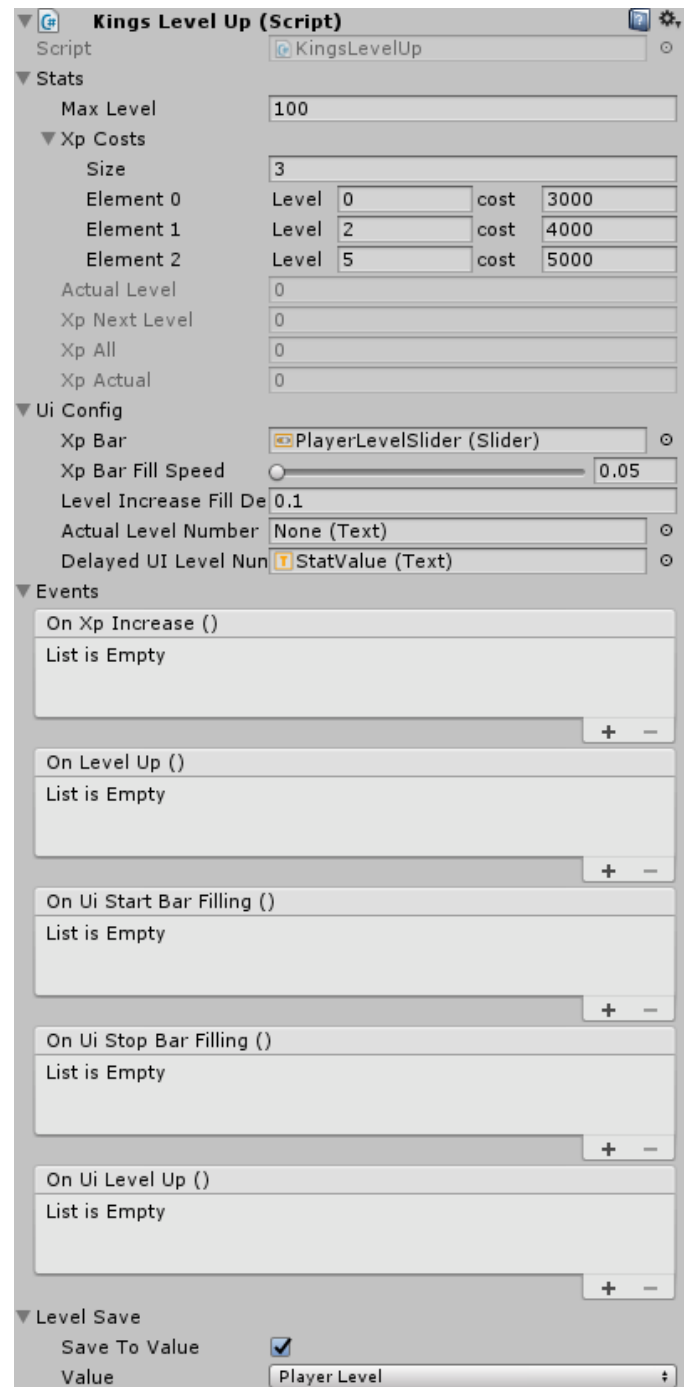 Kings Level Up (Script)
Script KingsLevelUp
Stats
Max Level 100
Xp Costs
Size 3
Element 0 Level 0 cost 3000
Element 1 Level 2 cost 4000
Element 2 Level 5 cost 5000
Actual Level 0
Xp Next Level 0
Xp All 0
Xp Actual 0
Ui Config
Xp Bar PlayerLevelSlider (Slider)
Xp Bar Fill Speed 0.05
Level Increase Fill De 0.1
Actual Level Number None (Text)
Delayed UI Level Nun StatValue (Text)
Events
On Xp Increase ()
List is Empty
+ −
On Level Up ()
List is Empty
+ −
On Ui Start Bar Filling ()
List is Empty
+ −
On Ui Stop Bar Filling ()
List is Empty
+ −
On Ui Level Up ()
List is Empty
+ −
Level Save
Save To Value
Value Player Level